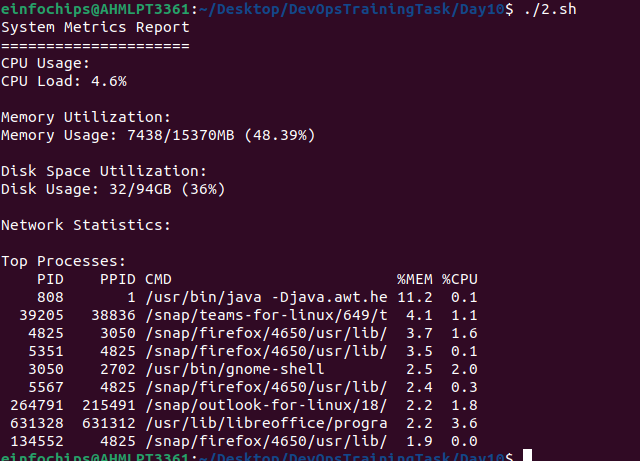 einfochips@AHMLPT3361:~/Desktop/DevOpsTrainingTask/Day10$ ./2.sh
System Metrics Report
=====================
CPU Usage:
CPU Load: 4.6%

Memory Utilization:
Memory Usage: 7438/15370MB (48.39%)

Disk Space Utilization:
Disk Usage: 32/94GB (36%)

Network Statistics:

Top Processes:
    PID    PPID CMD                         %MEM %CPU
    808       1 /usr/bin/java -Djava.awt.he 11.2  0.1
  39205   38836 /snap/teams-for-linux/649/t  4.1  1.1
   4825    3050 /snap/firefox/4650/usr/lib/  3.7  1.6
   5351    4825 /snap/firefox/4650/usr/lib/  3.5  0.1
   3050    2702 /usr/bin/gnome-shell         2.5  2.0
   5567    4825 /snap/firefox/4650/usr/lib/  2.4  0.3
 264791  215491 /snap/outlook-for-linux/18/  2.2  1.8
 631328  631312 /usr/lib/libreoffice/progra  2.2  3.6
 134552    4825 /snap/firefox/4650/usr/lib/  1.9  0.0
einfochips@AHMLPT3361:~/Desktop/DevOpsTrainingTask/Day10$